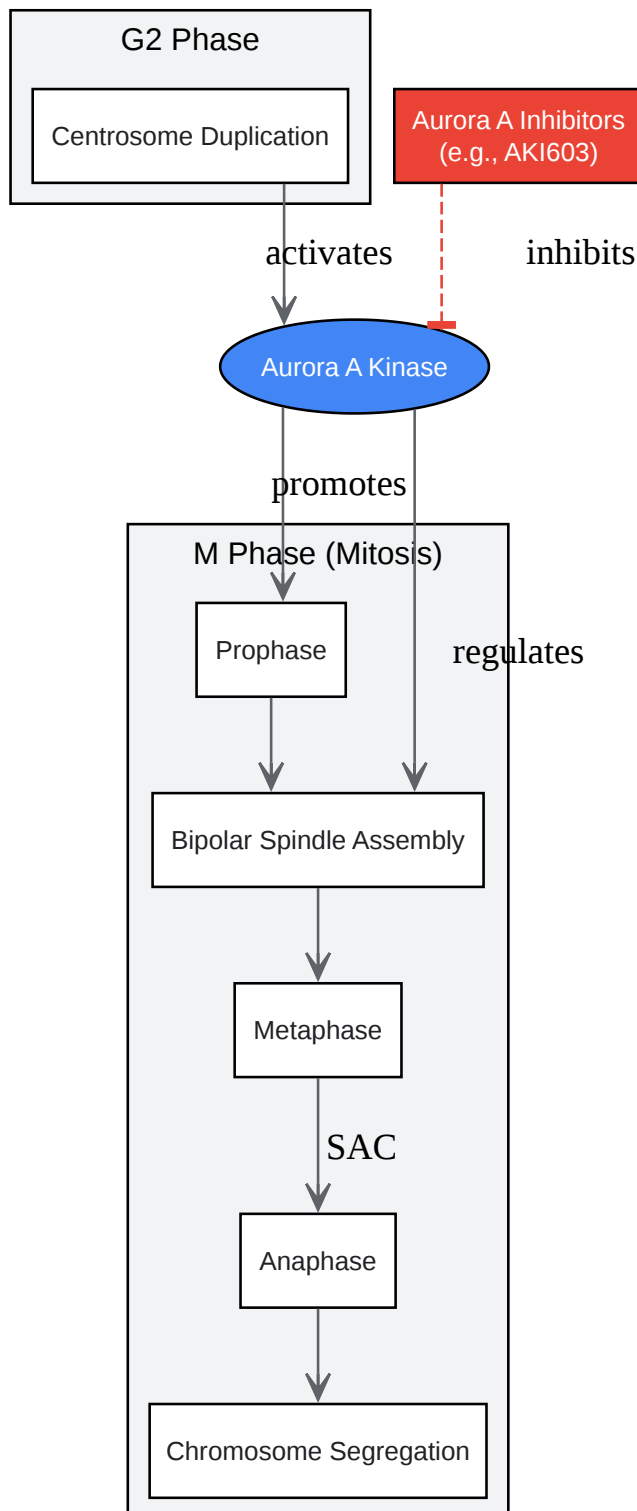 G2 Phase
Centrosome Duplication
Aurora A Inhibitors
(e.g., AKI603)
activates
inhibits
Aurora A Kinase
promotes
M Phase (Mitosis)
Prophase
regulates
Bipolar Spindle Assembly
Metaphase
SAC
Anaphase
Chromosome Segregation